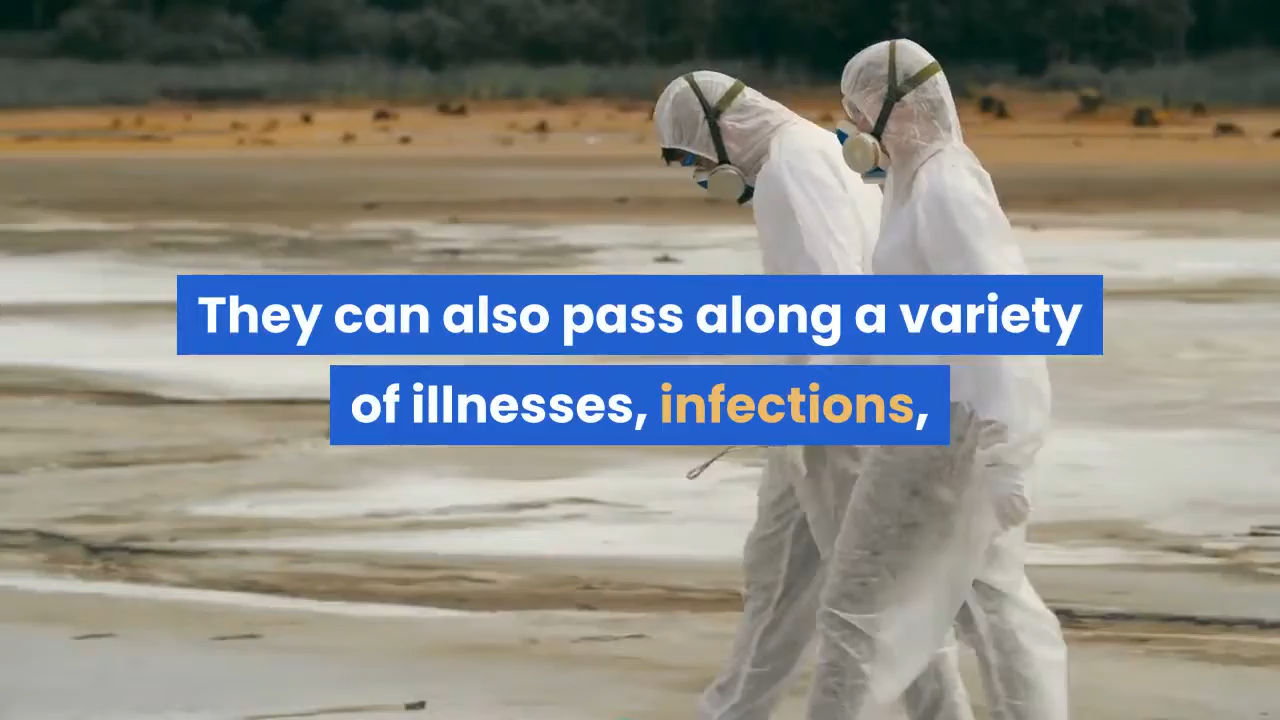 They can also pass along a variety
of illnesses, infections,